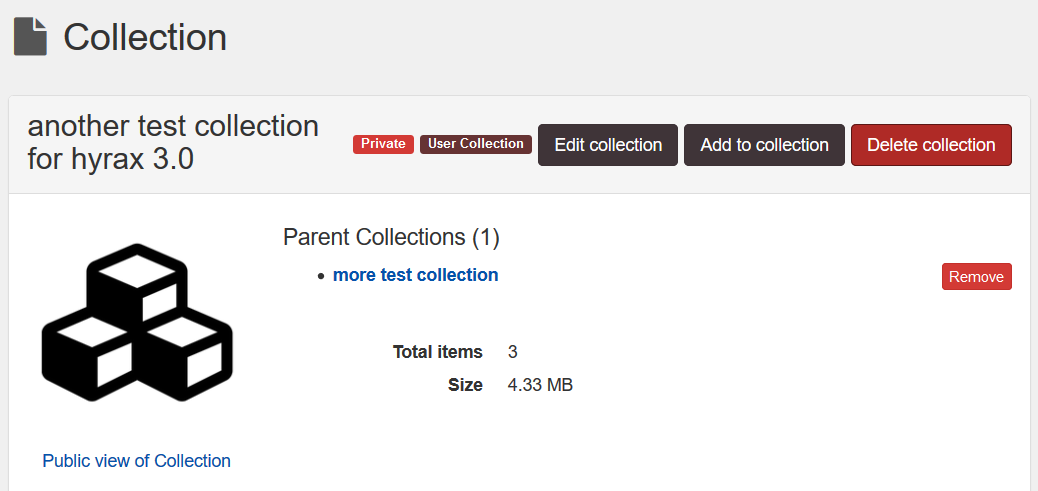 Collection
another test collection
for hyrax 3.0
Private User Collection Edit collection Add to collection Delete collection
Parent Collections (1)
• more test collection Remove
Total items 3
Size 4.33 MB
Public view of Collection